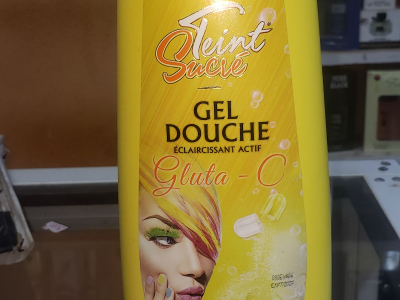 Teint
Sucré
GEL
DOUCHE
ÉCLAIRCISSANT ACTIF
Gluta - C